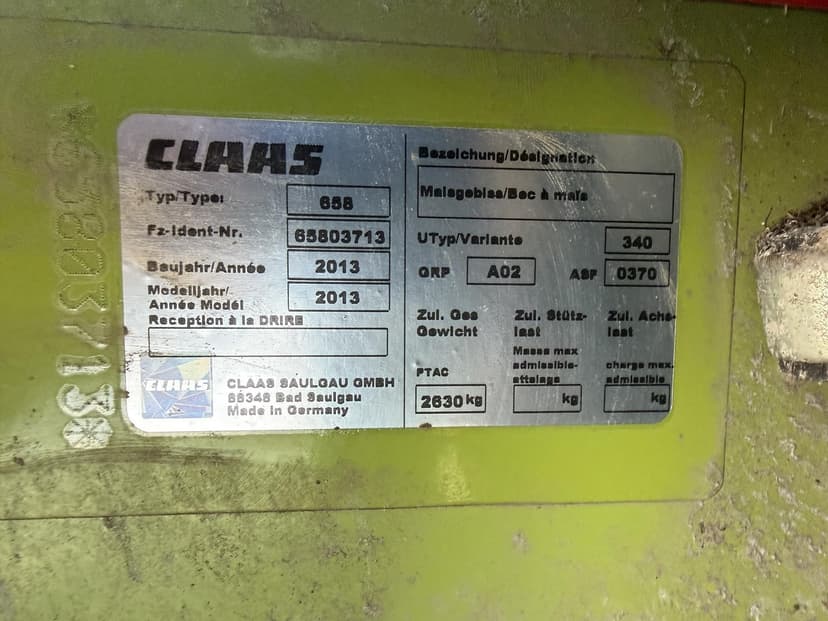 CLAAS
Typ/Type: 658
Fz-Ident-Nr. 65803713
Baujahr/Année 2013
Modelljahr/
Année Modél 2013
Reception à la DRIRE
CLAAS
CLAAS SAULGAU GMBH
88348 Bad Saulgau
Made in Germany
Bezeichung/Désignation
Maisgebiss/Bec à maïs
UTyp/Variante 340
GRP A02 ASF 0370
Zul. Ges Gewicht
Zul. Stütz-last
Zul. Achs-last
PTAC
Masse max admissible-attelage
charge max. admissible
2630 kg
kg
kg
65803713